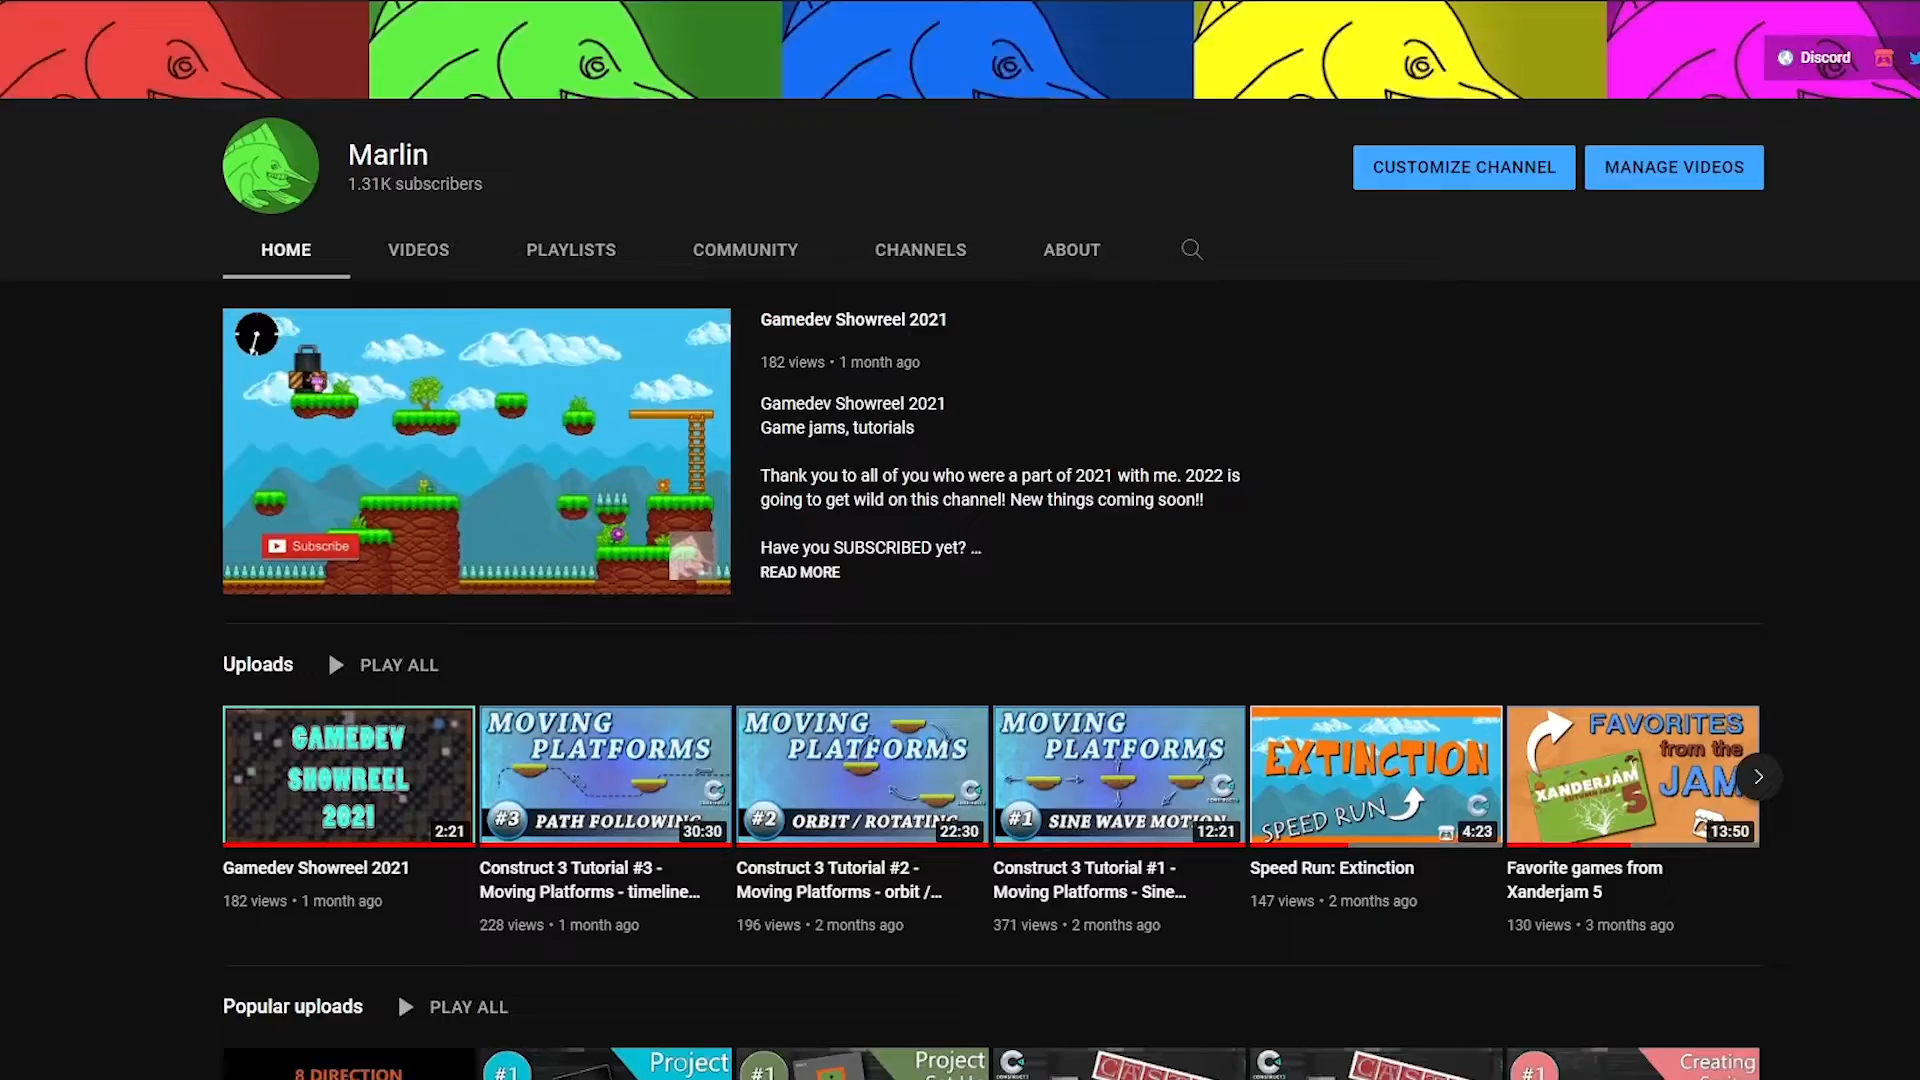 Discord
Marlin
1.31K subscribers
CUSTOMIZE CHANNEL
MANAGE VIDEOS
HOME
VIDEOS
PLAYLISTS
COMMUNITY
CHANNELS
ABOUT
Subscribe
Gamedev Showreel 2021
182 views • 1 month ago
Gamedev Showreel 2021
Game jams, tutorials
Thank you to all of you who were a part of 2021 with me. 2022 is
going to get wild on this channel! New things coming soon!!
Have you SUBSCRIBED yet? ...
READ MORE
Uploads
PLAY ALL
GAMEDEV
SHOWREEL
2021
2:21
Gamedev Showreel 2021
182 views • 1 month ago
MOVING
PLATFORMS
#3 PATH FOLLOWING
30:30
Construct 3 Tutorial #3 -
Moving Platforms - timeline...
228 views • 1 month ago
MOVING
PLATFORMS
#2 ORBIT / ROTATING
22:30
Construct 3 Tutorial #2 -
Moving Platforms - orbit /...
196 views • 2 months ago
MOVING
PLATFORMS
#1 SINE WAVE MOTION
12:21
Construct 3 Tutorial #1 -
Moving Platforms - Sine...
371 views • 2 months ago
EXTINCTION
SPEED RUN
4:23
Speed Run: Extinction
147 views • 2 months ago
FAVORITES
from the
JAM
XANDERJAM
5
13:50
Favorite games from
Xanderjam 5
130 views • 3 months ago
Popular uploads
PLAY ALL
8 DIRECTION
#1
Project
#1
Project
#1
Creating